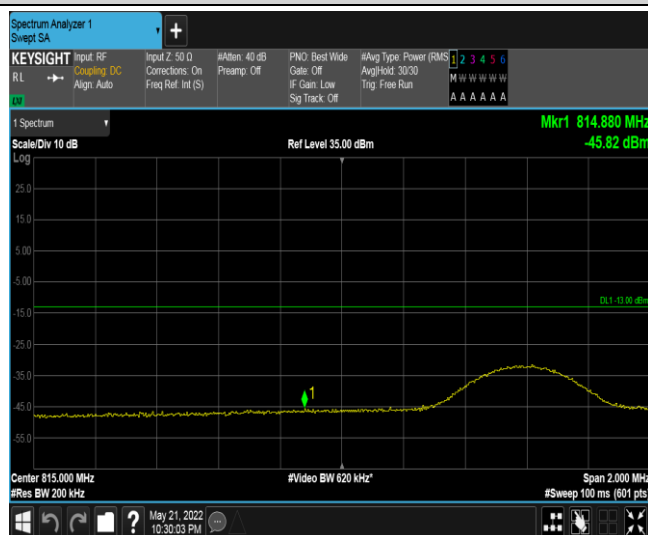 Spectrum Analyzer 1
Swept SA
+
KEYSIGHT Input: RF Input Z: 50 Ω #Atten: 40 dB PNO: Best Wide #Avg Type: Power (RMS 1 2 3 4 5 6
RL Coupling: DC Corrections: On Preamp: Off Gate: Off Avg|Hold: 30/30 M W W W W W
Align: Auto Freq Ref: Int (S) IF Gain: Low Trig: Free Run
Sig Track: Off A A A A A A
LXI
1 Spectrum Mkr1 814.880 MHz
Scale/Div 10 dB Ref Level 35.00 dBm -45.82 dBm
Log
25.0
15.0
5.00
-5.00
DL1 -13.00 dBm
-15.0
-25.0
-35.0
1
-45.0
-55.0
Center 815.000 MHz #Video BW 620 kHz* Span 2.000 MHz
#Res BW 200 kHz #Sweep 100 ms (601 pts)
? May 21, 2022
10:30:03 PM